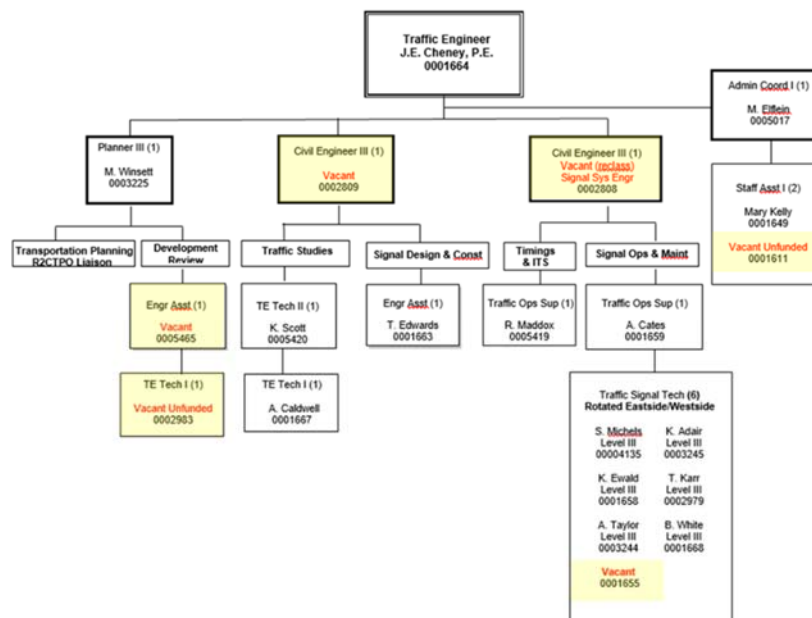 Traffic Engineer
J.E. Cheney, P.E.
0001664
Admin Coord I (1)
M. Elflein
0005017
Staff Asst I (2)
Mary Kelly
0001649
Vacant Unfunded
0001611
Planner III (1)
M. Winsett
0003225
Civil Engineer III (1)
Vacant
0002809
Civil Engineer III (1)
Vacant (reclass)
Signal Sys Engr
0002808
Transportation Planning
R2CTPO Liaison
Development
Review
Traffic Studies
Signal Design & Const
Timings
& ITS
Signal Ops & Maint
Engr Asst (1)
Vacant
0005465
TE Tech II (1)
K. Scott
0005420
Engr Asst (1)
T. Edwards
0001663
Traffic Ops Sup (1)
R. Maddox
0005419
Traffic Ops Sup (1)
A. Cates
0001659
TE Tech I (1)
Vacant Unfunded
0002983
TE Tech I (1)
A. Caldwell
0001667
Traffic Signal Tech (6)
Rotated Eastside/Westside
S. Michels
Level III
00004135
K. Adair
Level III
0003245
K. Ewald
Level III
0001658
T. Karr
Level III
0002979
A. Taylor
Level III
0003244
B. White
Level III
0001668
Vacant
0001655